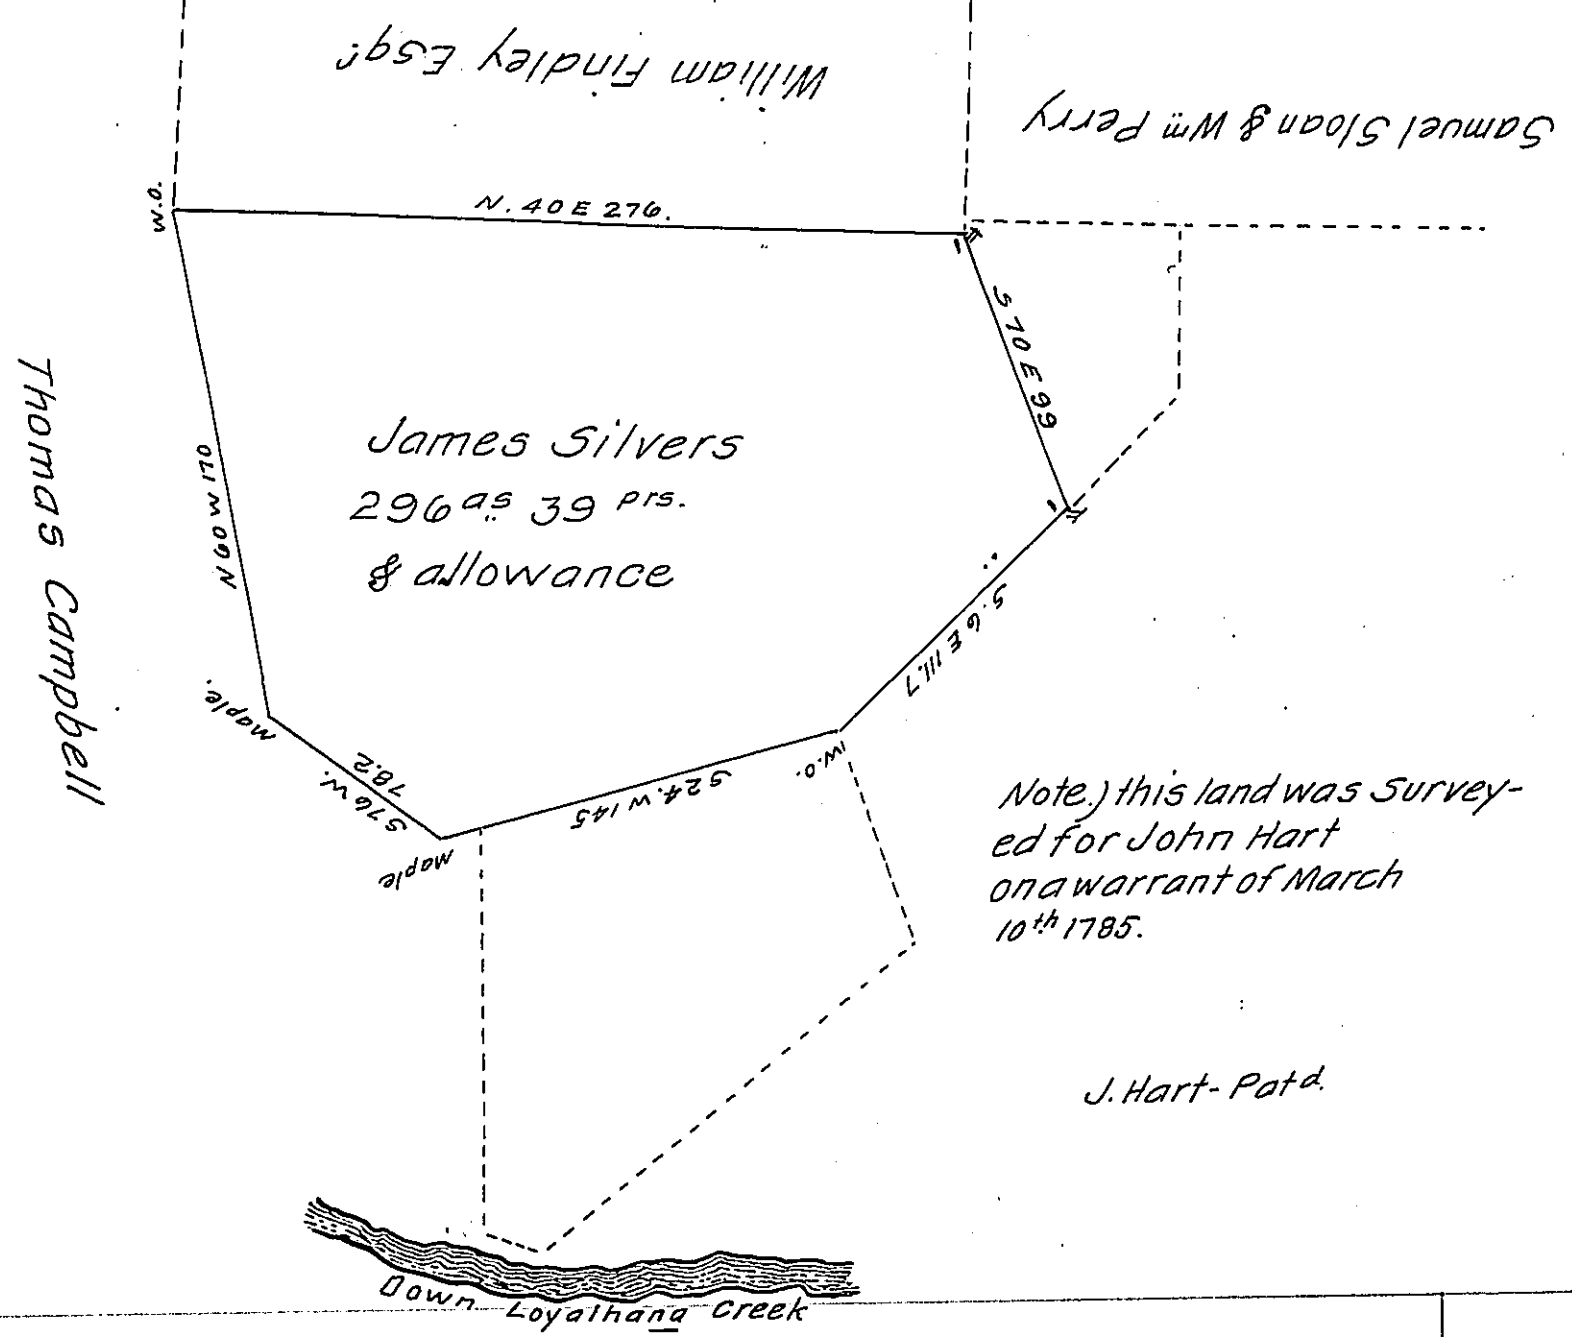 William Findley Esqr
Samuel Sloan & Wm Perry
W.O.
N. 40 E 276.
S 70 E 99
Thomas Campbell
N 60 W 170
James Silvers
296 as 39 prs.
& allowance
S. 6 E 111.7
maple.
S 76 W.
78.2
S 24. W 145
W.O.
maple
Note.) this land was Survey-
ed for John Hart
on a warrant of March
10th 1785.
J. Hart - Patd.
Down Loyalhana Creek